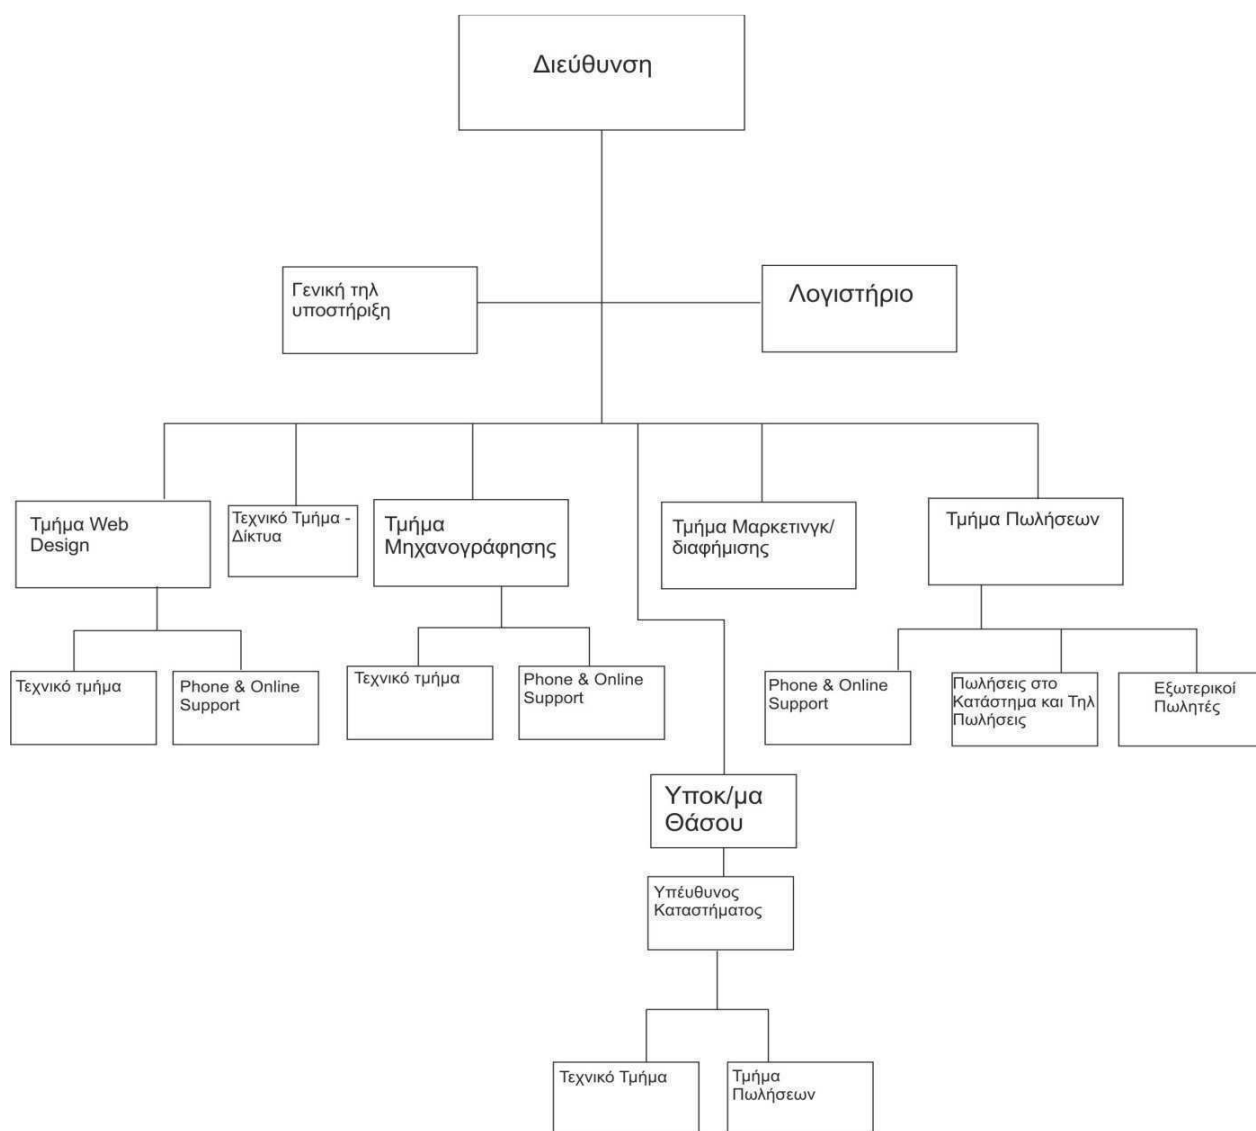 Διεύθυνση
Γενική τηλ
υποστήριξη
Λογιστήριο
Τμήμα Web
Design
Τεχνικό Τμήμα -
Δίκτυα
Τμήμα
Μηχανογράφησης
Τμήμα Μαρκετινγκ/
διαφήμισης
Τμήμα Πωλήσεων
Τεχνικό τμήμα
Phone & Online
Support
Τεχνικό τμήμα
Phone & Online
Support
Phone & Online
Support
Πωλήσεις στο
Κατάστημα και Τηλ
Πωλήσεις
Εξωτερικοί
Πωλητές
Υποκ/μα
Θάσου
Υπέυθυνος
Καταστήματος
Τεχνικό Τμήμα
Τμήμα
Πωλήσεων